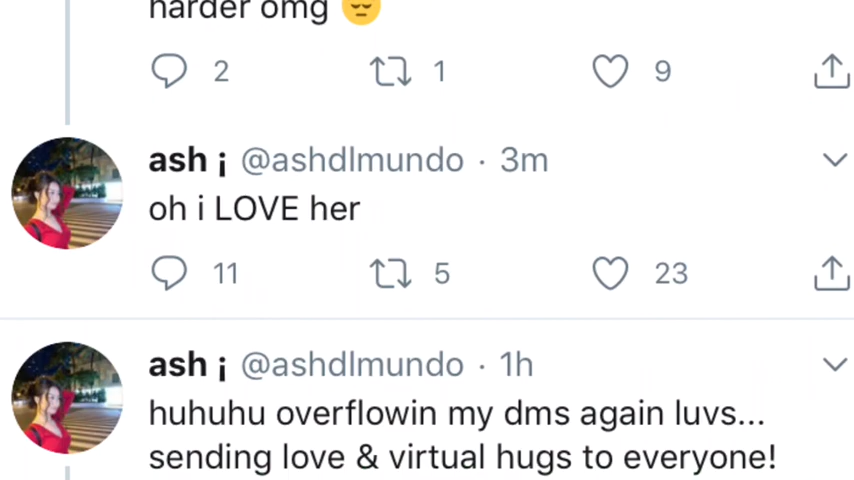 harder omg 😔
2 1 9
ash ¡ @ashdlmundo · 3m
oh i LOVE her
11 5 23
ash ¡ @ashdlmundo · 1h
huhuhu overflowin my dms again luvs...
sending love & virtual hugs to everyone!